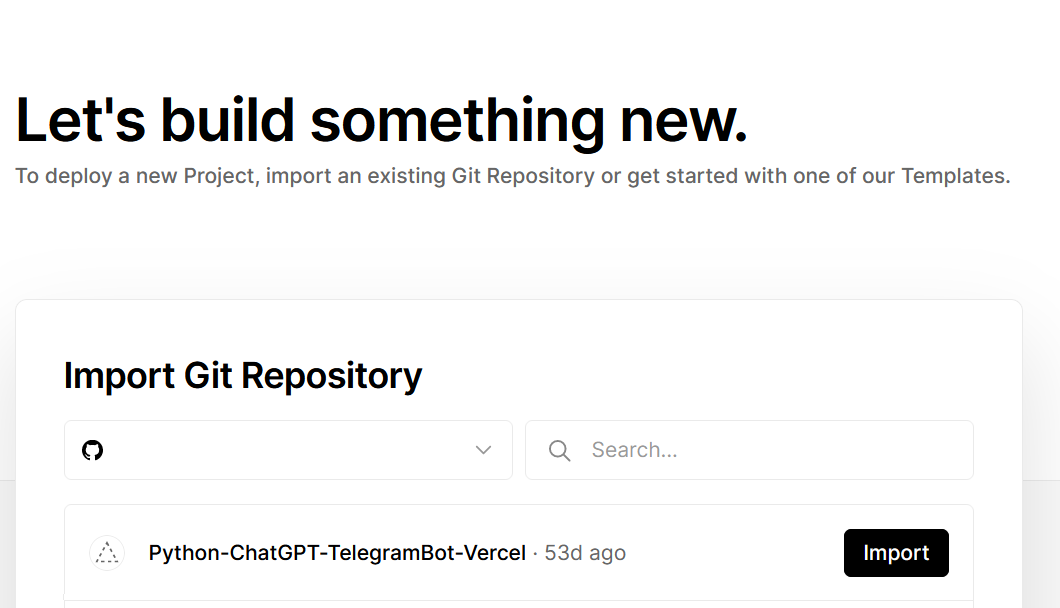 Let's build something new.
To deploy a new Project, import an existing Git Repository or get started with one of our Templates.
Import Git Repository
Search...
Python-ChatGPT-TelegramBot-Vercel · 53d ago
Import